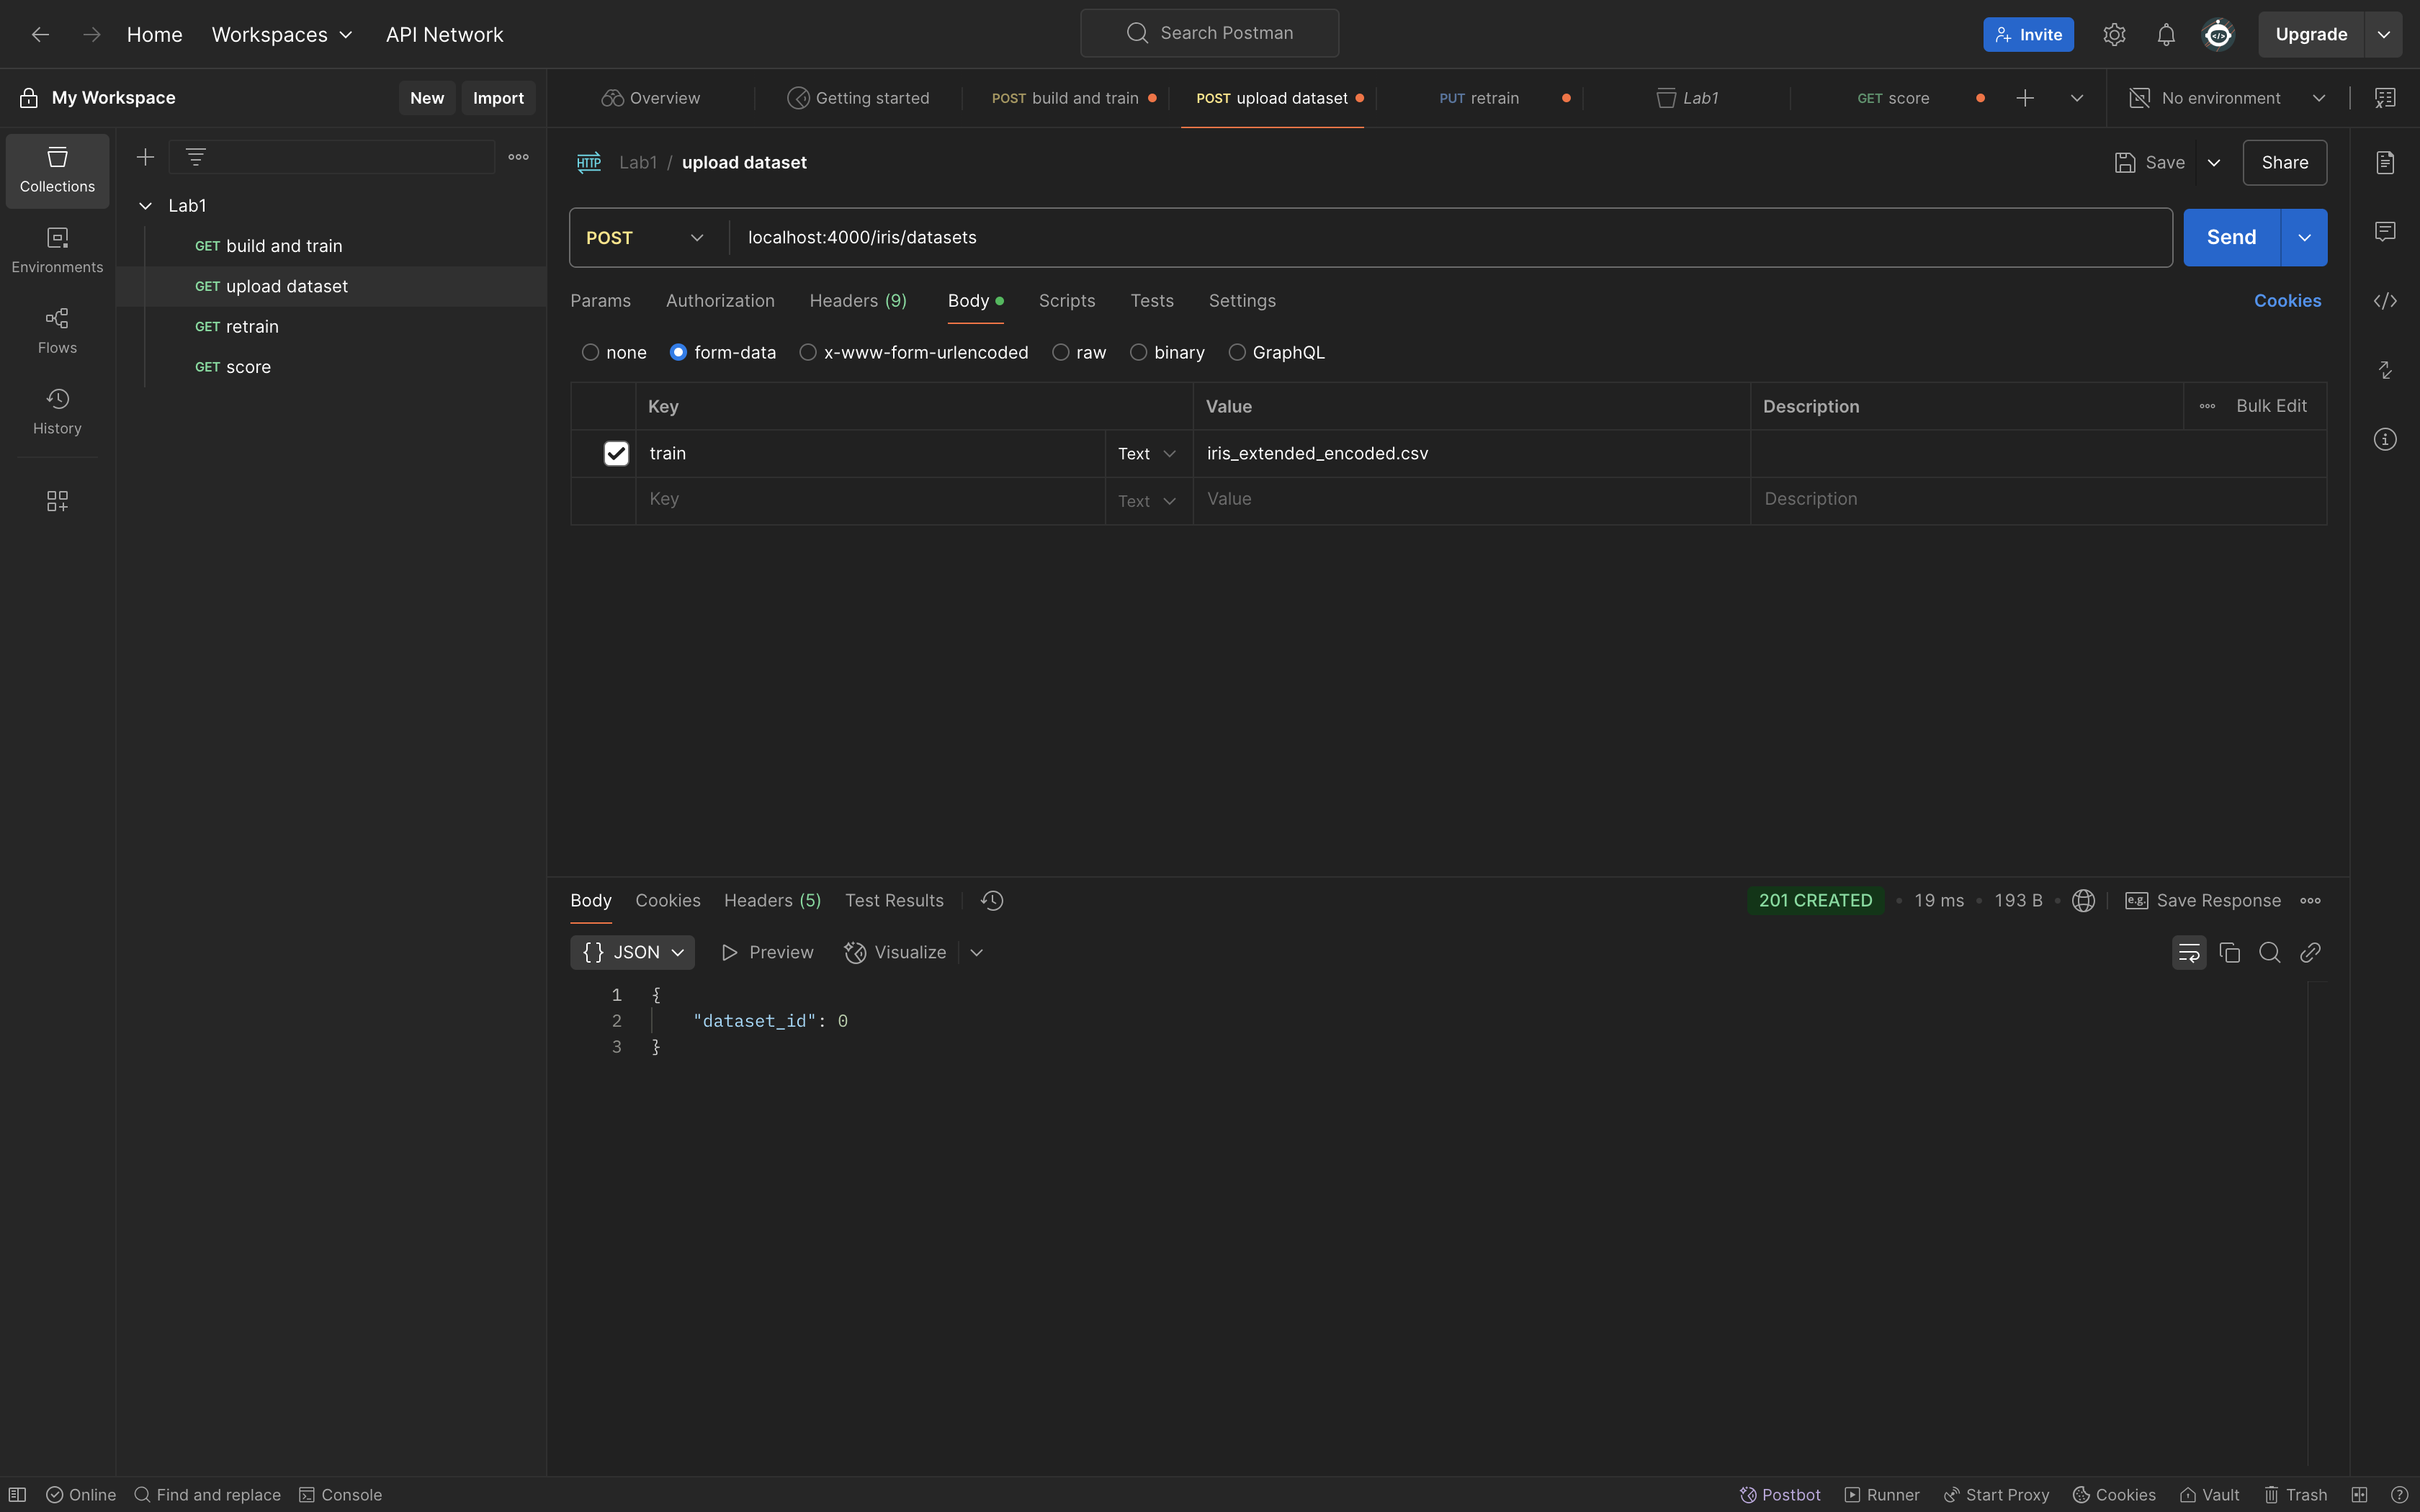 Home Workspaces API Network Search Postman Invite Upgrade
My Workspace New Import Overview Getting started POST build and train POST upload dataset PUT retrain Lab1 GET score No environment
Collections
Environments
Flows
History
Lab1
GET build and train
GET upload dataset
GET retrain
GET score
HTTP Lab1 / upload dataset Save Share
POST localhost:4000/iris/datasets Send
Params Authorization Headers (9) Body Scripts Tests Settings Cookies
none form-data x-www-form-urlencoded raw binary GraphQL
Key Value Description Bulk Edit
train Text iris_extended_encoded.csv
Key Text Value Description
Body Cookies Headers (5) Test Results 201 CREATED 19 ms 193 B e.g. Save Response
{} JSON Preview Visualize
1 {
2 "dataset_id": 0
3 }
Online Find and replace Console Postbot Runner Start Proxy Cookies Vault Trash